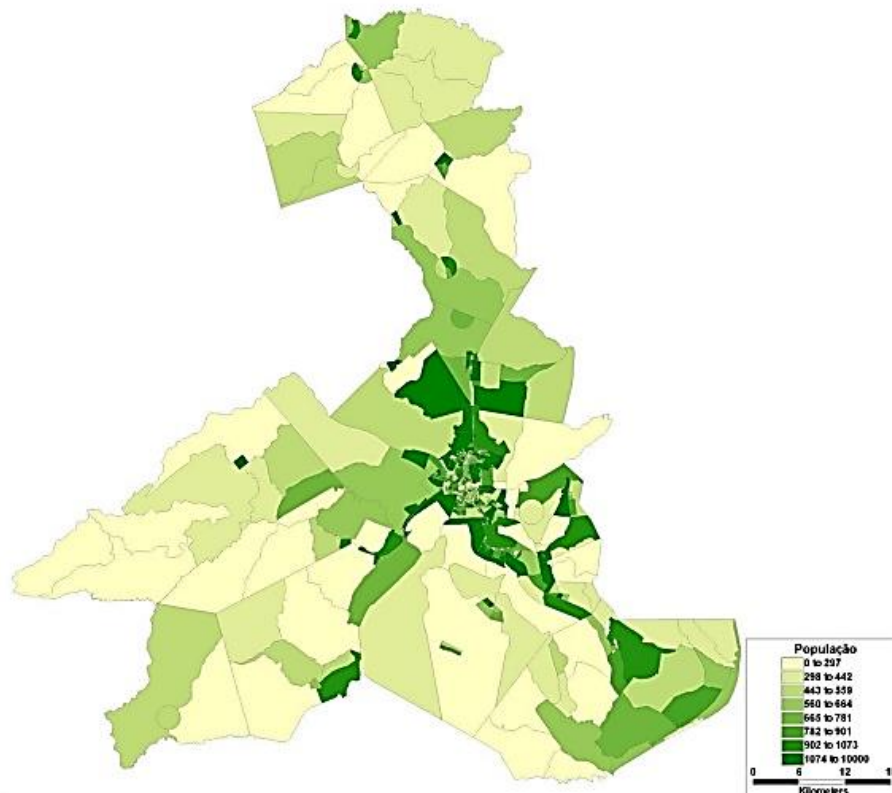 População
0 to 297
298 to 442
443 to 559
560 to 664
665 to 781
782 to 901
902 to 1073
1074 to 10000
0 6 12 18
Kilometers